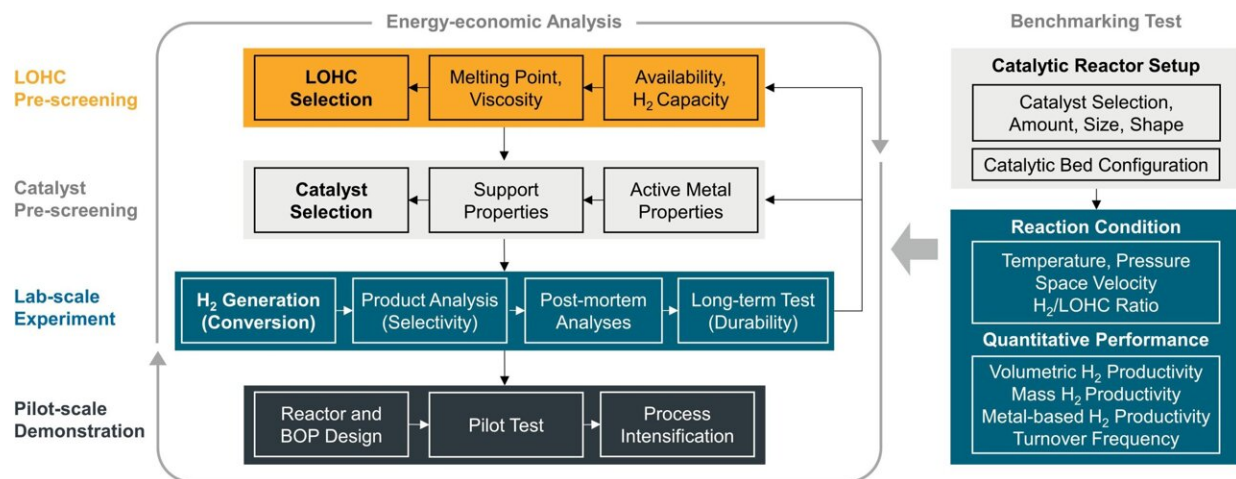 Energy-economic Analysis
LOHC
Pre-screening
LOHC
Selection
Melting Point,
Viscosity
Availability,
H₂ Capacity
Catalyst
Pre-screening
Catalyst
Selection
Support
Properties
Active Metal
Properties
Lab-scale
Experiment
H₂ Generation
(Conversion)
Product Analysis
(Selectivity)
Post-mortem
Analyses
Long-term Test
(Durability)
Pilot-scale
Demonstration
Reactor and
BOP Design
Pilot Test
Process
Intensification
Benchmarking Test
Catalytic Reactor Setup
Catalyst Selection,
Amount, Size, Shape
Catalytic Bed Configuration
Reaction Condition
Temperature, Pressure
Space Velocity
H₂/LOHC Ratio
Quantitative Performance
Volumetric H₂ Productivity
Mass H₂ Productivity
Metal-based H₂ Productivity
Turnover Frequency